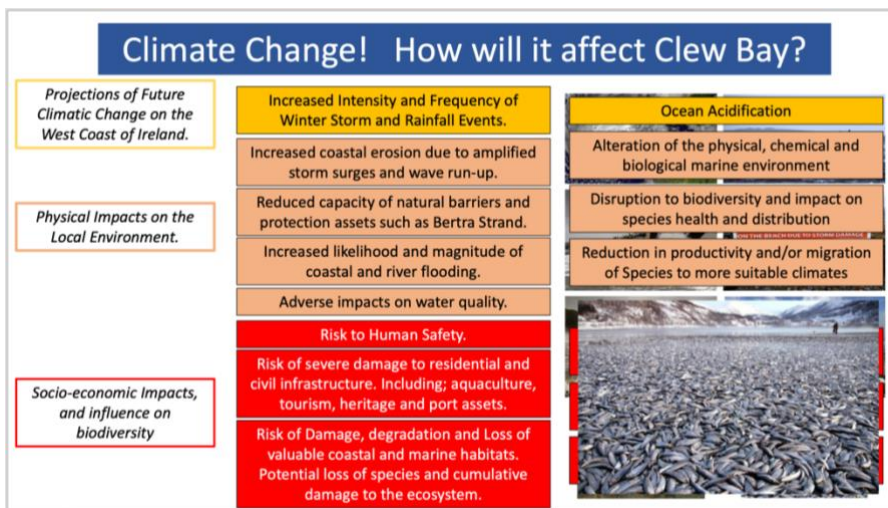 Climate Change!   How will it affect Clew Bay?
Projections of Future
Climatic Change on the
West Coast of Ireland.
Increased Intensity and Frequency of
Winter Storm and Rainfall Events.
Ocean Acidification
Increased coastal erosion due to amplified
storm surges and wave run-up.
Alteration of the physical, chemical and
biological marine environment
Physical Impacts on the
Local Environment.
Reduced capacity of natural barriers and
protection assets such as Bertra Strand.
Disruption to biodiversity and impact on
species health and distribution
ON THE BEACH DUE TO STORM DAMAGE
Increased likelihood and magnitude of
coastal and river flooding.
Reduction in productivity and/or migration
of Species to more suitable climates
Adverse impacts on water quality.
Socio-economic Impacts,
and influence on
biodiversity
Risk to Human Safety.
Risk of severe damage to residential and
civil infrastructure. Including; aquaculture,
tourism, heritage and port assets.
Risk of Damage, degradation and Loss of
valuable coastal and marine habitats.
Potential loss of species and cumulative
damage to the ecosystem.